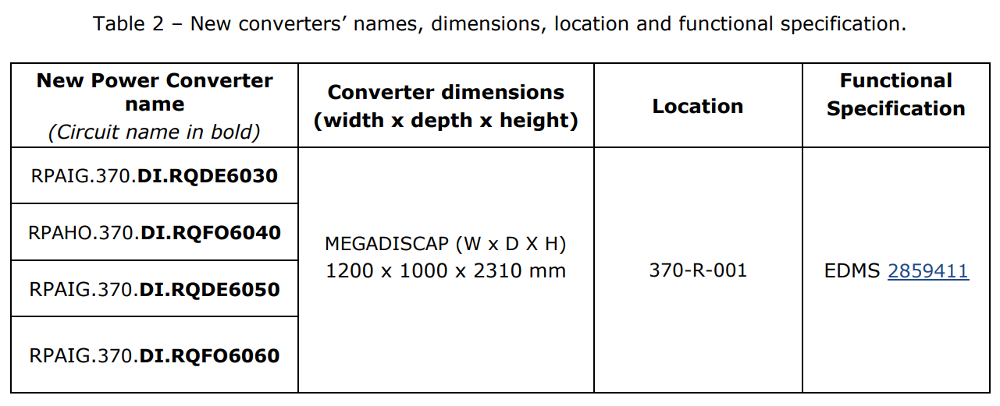 Table 2 – New converters’ names, dimensions, location and functional specification.
New Power Converter
name
(Circuit name in bold)
Converter dimensions
(width x depth x height)
Location
Functional
Specification
RPAIG.370.DI.RQDE6030
RPAHO.370.DI.RQFO6040
RPAIG.370.DI.RQDE6050
RPAIG.370.DI.RQFO6060
MEGADISCAP (W x D X H)
1200 x 1000 x 2310 mm
370-R-001
EDMS 2859411